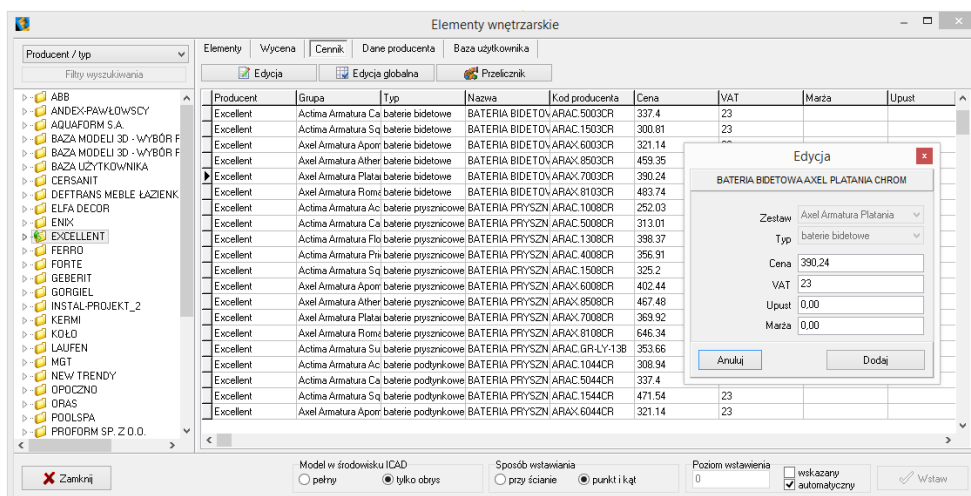 Elementy wnętrzarskie
Producent / typ
Filtry wyszukiwania
ABB
ANDEX-PAWŁOWSCY
AQUAFORM S.A.
BAZA MODELI 3D - WYBÓR F
BAZA MODELI 3D - WYBÓR F
BAZA UŻYTKOWNIKA
CERSANIT
DEFTRANS MEBLE ŁAZIENK
ELFA DECOR
ENIX
EXCELLENT
FERRO
FORTE
GEBERIT
GORGIEL
INSTAL-PROJEKT_2
KERMI
KOŁO
LAUFEN
MGT
NEW TRENDY
OPOCZNO
ORAS
POOLSPA
PROFORM SP. Z O.O.
Elementy Wycena Cennik Dane producenta Baza użytkownika
Edycja Edycja globalna Przelicznik
Producent Grupa Typ Nazwa Kod producenta Cena VAT Marża Upust
Excellent Actima Armatura Ca baterie bidetowe BATERIA BIDETOV ARAC.5003CR 337.4 23
Excellent Actima Armatura Sq baterie bidetowe BATERIA BIDETOV ARAC.1503CR 300.81 23
Excellent Axel Armatura Apor baterie bidetowe BATERIA BIDETOV ARAX.6003CR 321.14
Excellent Axel Armatura Ather baterie bidetowe BATERIA BIDETOV ARAX.8503CR 459.35
Excellent Axel Armatura Platai baterie bidetowe BATERIA BIDETOV ARAX.7003CR 390.24
Excellent Axel Armatura Roma baterie bidetowe BATERIA BIDETOV ARAX.8103CR 483.74
Excellent Actima Armatura Ac baterie prysznicowe BATERIA PRYSZN ARAC.1008CR 252.03
Excellent Actima Armatura Ca baterie prysznicowe BATERIA PRYSZN ARAC.5008CR 313.01
Excellent Actima Armatura Flo baterie prysznicowe BATERIA PRYSZN ARAC.1308CR 398.37
Excellent Actima Armatura Pri baterie prysznicowe BATERIA PRYSZN ARAC.4008CR 356.91
Excellent Actima Armatura Sq baterie prysznicowe BATERIA PRYSZN ARAC.1508CR 325.2
Excellent Axel Armatura Apor baterie prysznicowe BATERIA PRYSZN ARAX.6008CR 402.44
Excellent Axel Armatura Ather baterie prysznicowe BATERIA PRYSZN ARAX.8508CR 467.48
Excellent Axel Armatura Platai baterie prysznicowe BATERIA PRYSZN ARAX.7008CR 369.92
Excellent Axel Armatura Roma baterie prysznicowe BATERIA PRYSZN ARAX.8108CR 646.34
Excellent Actima Armatura Su baterie prysznicowe BATERIA PRYSZN ARAC.GR-LY-13B 353.66
Excellent Actima Armatura Ac baterie podtynkowe BATERIA PRYSZN ARAC.1044CR 308.94
Excellent Actima Armatura Ca baterie podtynkowe BATERIA PRYSZN ARAC.5044CR 337.4
Excellent Actima Armatura Sq baterie podtynkowe BATERIA PRYSZN ARAC.1544CR 471.54 23
Excellent Axel Armatura Apor baterie podtynkowe BATERIA PRYSZN ARAX.6044CR 321.14 23
Edycja
BATERIA BIDETOWA AXEL PLATANIA CHROM
Zestaw Axel Armatura Platania
Typ baterie bidetowe
Cena 390,24
VAT 23
Upust 0,00
Marża 0,00
Anuluj Dodaj
Zamknij
Model w środowisku ICAD
pełny tylko obrys
Sposób wstawiania
przy ścianie punkt i kąt
Poziom wstawienia
0
wskazany
automatyczny
Wstaw